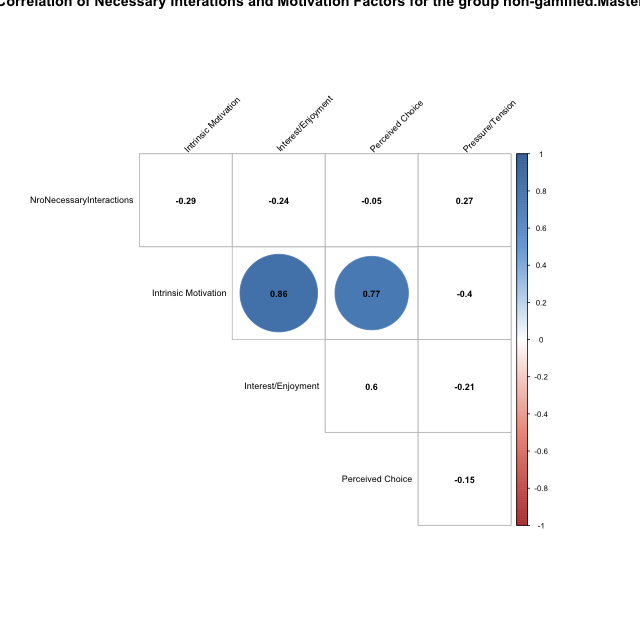 Correlation of Necessary Interations and Motivation Factors for the group non-gamified.Master
Intrinsic Motivation
Interest/Enjoyment
Perceived Choice
Pressure/Tension
NroNecessaryInteractions -0.29 -0.24 -0.05 0.27
Intrinsic Motivation 0.86 0.77 -0.4
Interest/Enjoyment 0.6 -0.21
Perceived Choice -0.15
1
0.8
0.6
0.4
0.2
0
-0.2
-0.4
-0.6
-0.8
-1